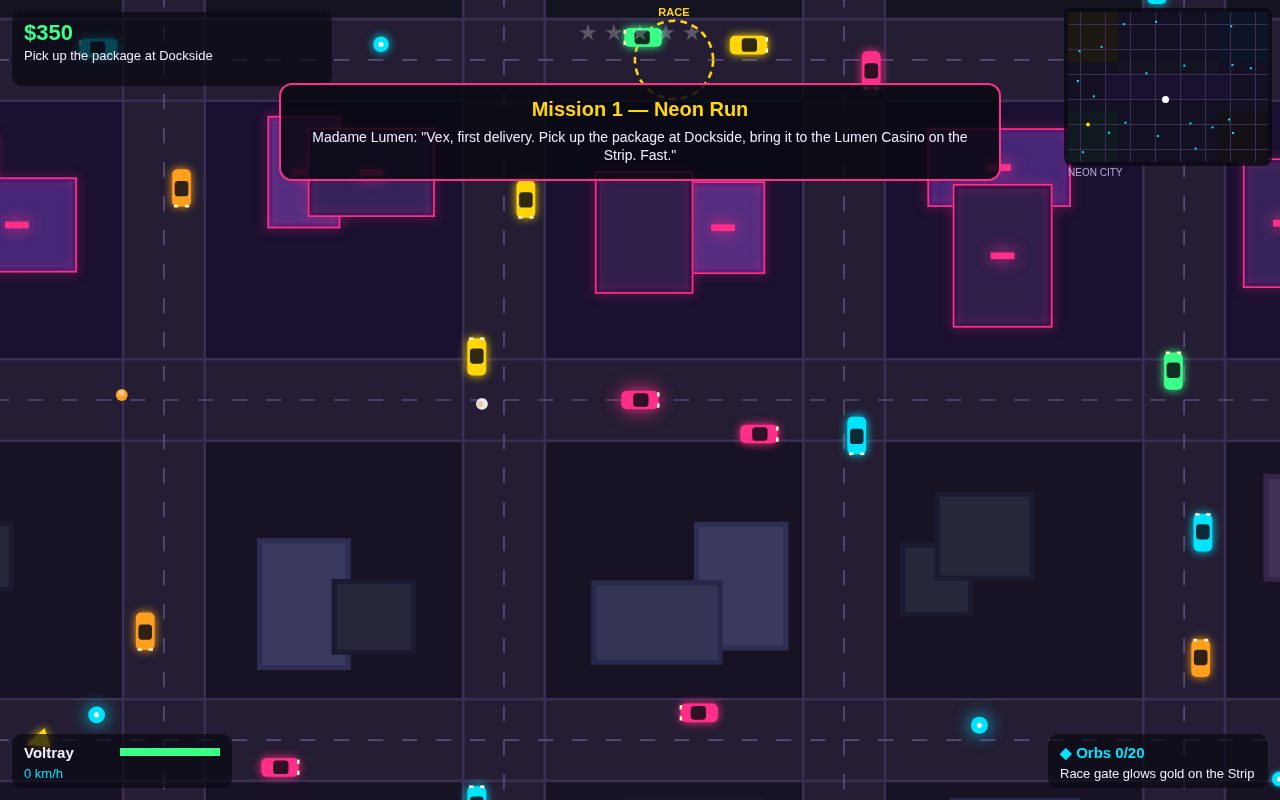 RACE
$350
Pick up the package at Dockside
★ ★ ★ ★ ★
Mission 1 — Neon Run
Madame Lumen: "Vex, first delivery. Pick up the package at Dockside, bring it to the Lumen Casino on the
Strip. Fast."
NEON CITY
Voltray
0 km/h
◆ Orbs 0/20
Race gate glows gold on the Strip